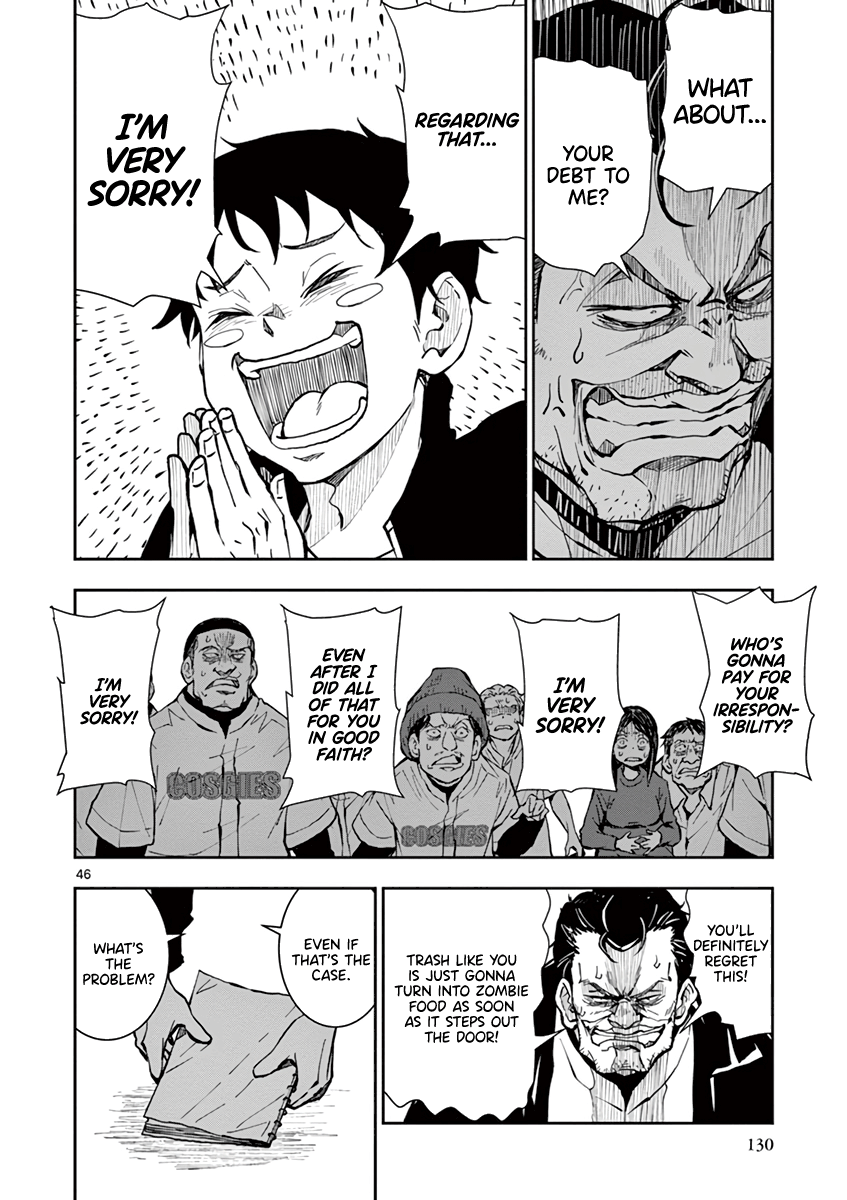 WHAT
ABOUT...
YOUR
DEBT TO
ME?
REGARDING
THAT...
I'M
VERY
SORRY!
WHO'S
GONNA
PAY FOR
YOUR
IRRESPON-
SIBILITY?
I'M
VERY
SORRY!
EVEN
AFTER I
DID ALL
OF THAT
FOR YOU
IN GOOD
FAITH?
I'M
VERY
SORRY!
COSGIES
COSGIES
46
YOU'LL
DEFINITELY
REGRET
THIS!
TRASH LIKE YOU
IS JUST GONNA
TURN INTO ZOMBIE
FOOD AS SOON
AS IT STEPS OUT
THE DOOR!
EVEN IF
THAT'S THE
CASE.
WHAT'S
THE
PROBLEM?
130